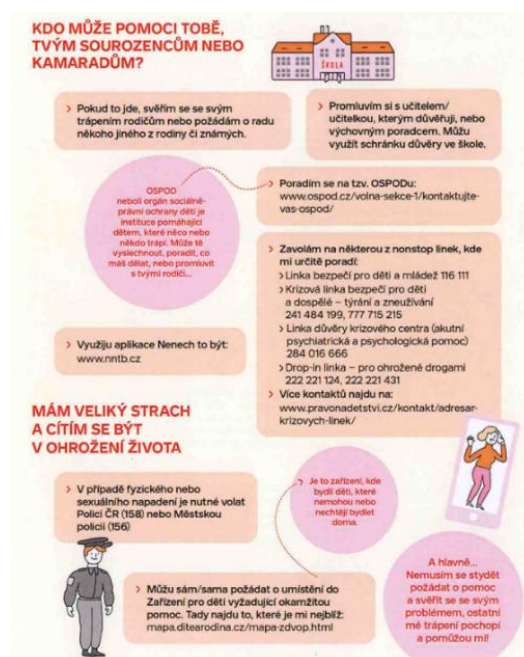 KDO MŮŽE POMOCI TOBĚ,
TVÝM SOUROZENCŮM NEBO
KAMARÁDŮM?
ŠKOLA
> Pokud to jde, svěřím se se svým
trápením rodičům nebo požádám o radu
někoho jiného z rodiny či známých.
> Promluvím si s učitelem/
učitelkou, kterým důvěřuji, nebo
výchovným poradcem. Můžu
využít schránku důvěry ve škole.
OSPOD
neboli orgán sociálně-
právní ochrany dětí je
instituce pomáhající
dětem, které něco nebo
někdo trápí. Může tě
vyslechnout, poradit, co
máš dělat, nebo promluvit
s tvými rodiči...
> Poradím se na tzv. OSPODu:
www.ospod.cz/volna-sekce-1/kontaktujte-
vas-ospod/
> Zavolám na některou z nonstop linek, kde
mi určitě poradí:
> Linka bezpečí pro děti a mládež 116 111
> Krizová linka bezpečí pro děti
a dospělé – týrání a zneužívání
241 484 199, 777 715 215
> Linka důvěry krizového centra (akutní
psychiatrická a psychologická pomoc)
284 016 666
> Drop-in linka – pro ohrožené drogami
222 221 124, 222 221 431
> Více kontaktů najdu na:
www.pravonadetstvi.cz/kontakt/adresar-
krizovych-linek/
> Využiju aplikace Nenech to být:
www.nntb.cz
MÁM VELIKÝ STRACH
A CÍTÍM SE BÝT
V OHROŽENÍ ŽIVOTA
> V případě fyzického nebo
sexuálního napadení je nutné volat
Policii ČR (158) nebo Městskou
policii (156)
Je to zařízení, kde
bydlí děti, které
nemohou nebo
nechtějí bydlet
doma.
> Můžu sám/sama požádat o umístění do
Zařízení pro děti vyžadující okamžitou
pomoc. Tady najdu to, které je mi nejblíž:
mapa.ditearodina.cz/mapa-zdvop.html
A hlavně...
Nemusím se stydět
požádat o pomoc
a svěřit se se svým
problémem, ostatní
mé trápení pochopí
a pomůžou mi!